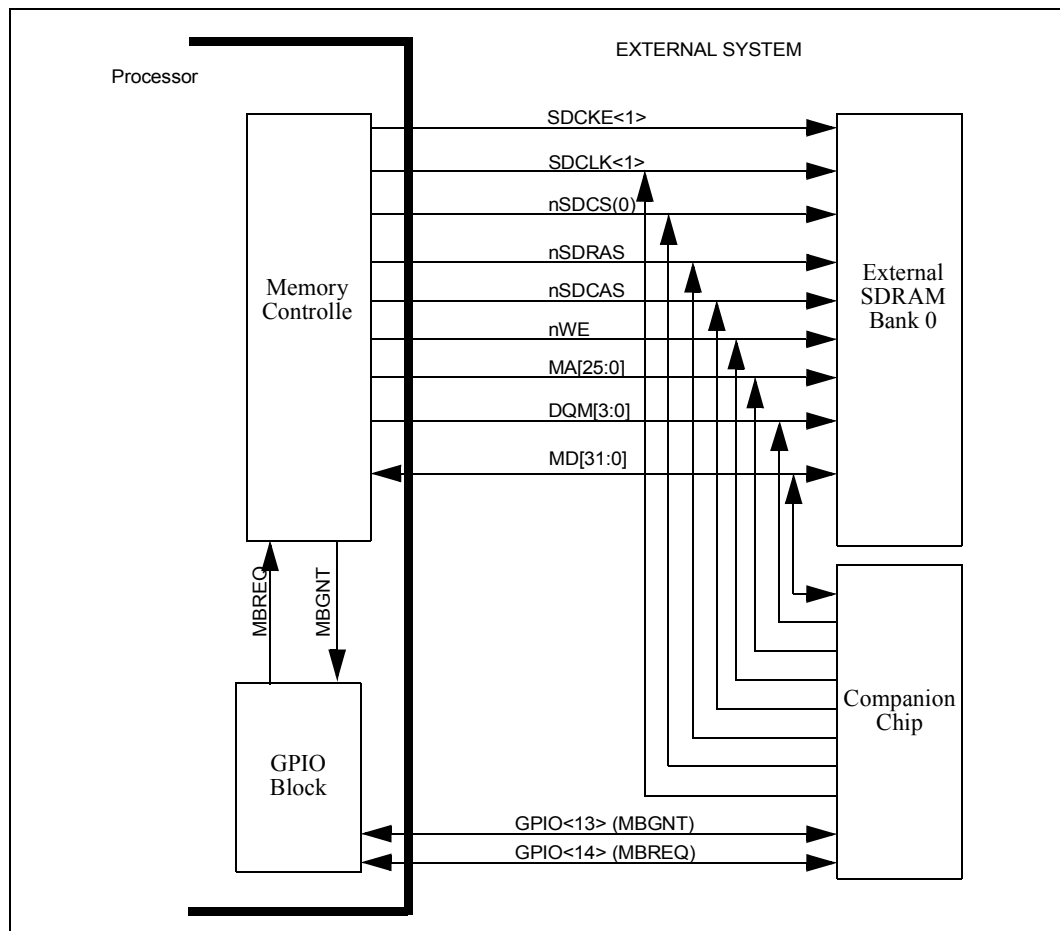 EXTERNAL SYSTEM
Processor
SDCKE<1>
SDCLK<1>
nSDCS(0)
nSDRAS
nSDCAS
nWE
MA[25:0]
DQM[3:0]
MD[31:0]
Memory
Controlle
External
SDRAM
Bank 0
MBREQ
MBGNT
GPIO
Block
Companion
Chip
GPIO<13> (MBGNT)
GPIO<14> (MBREQ)